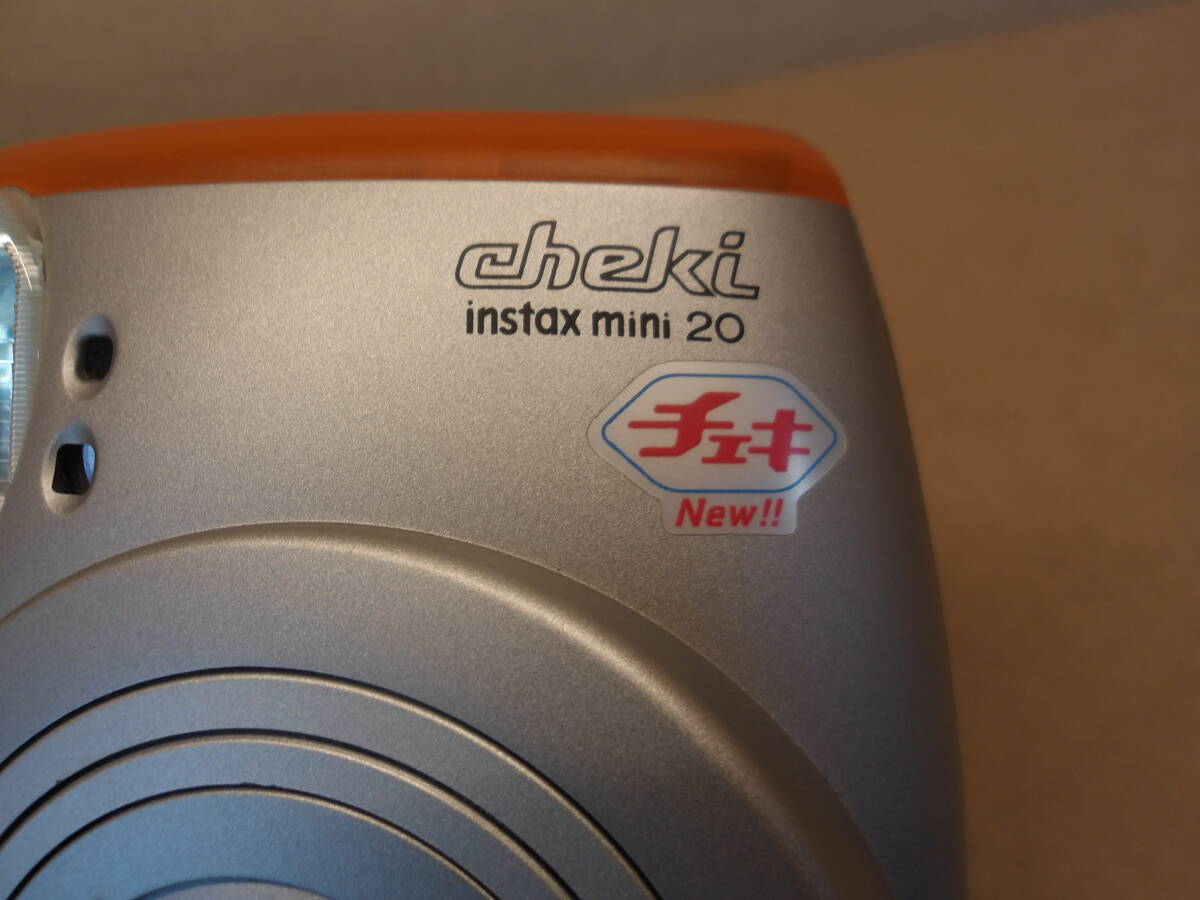 cheki
instax mini 20
チェキ
New!!